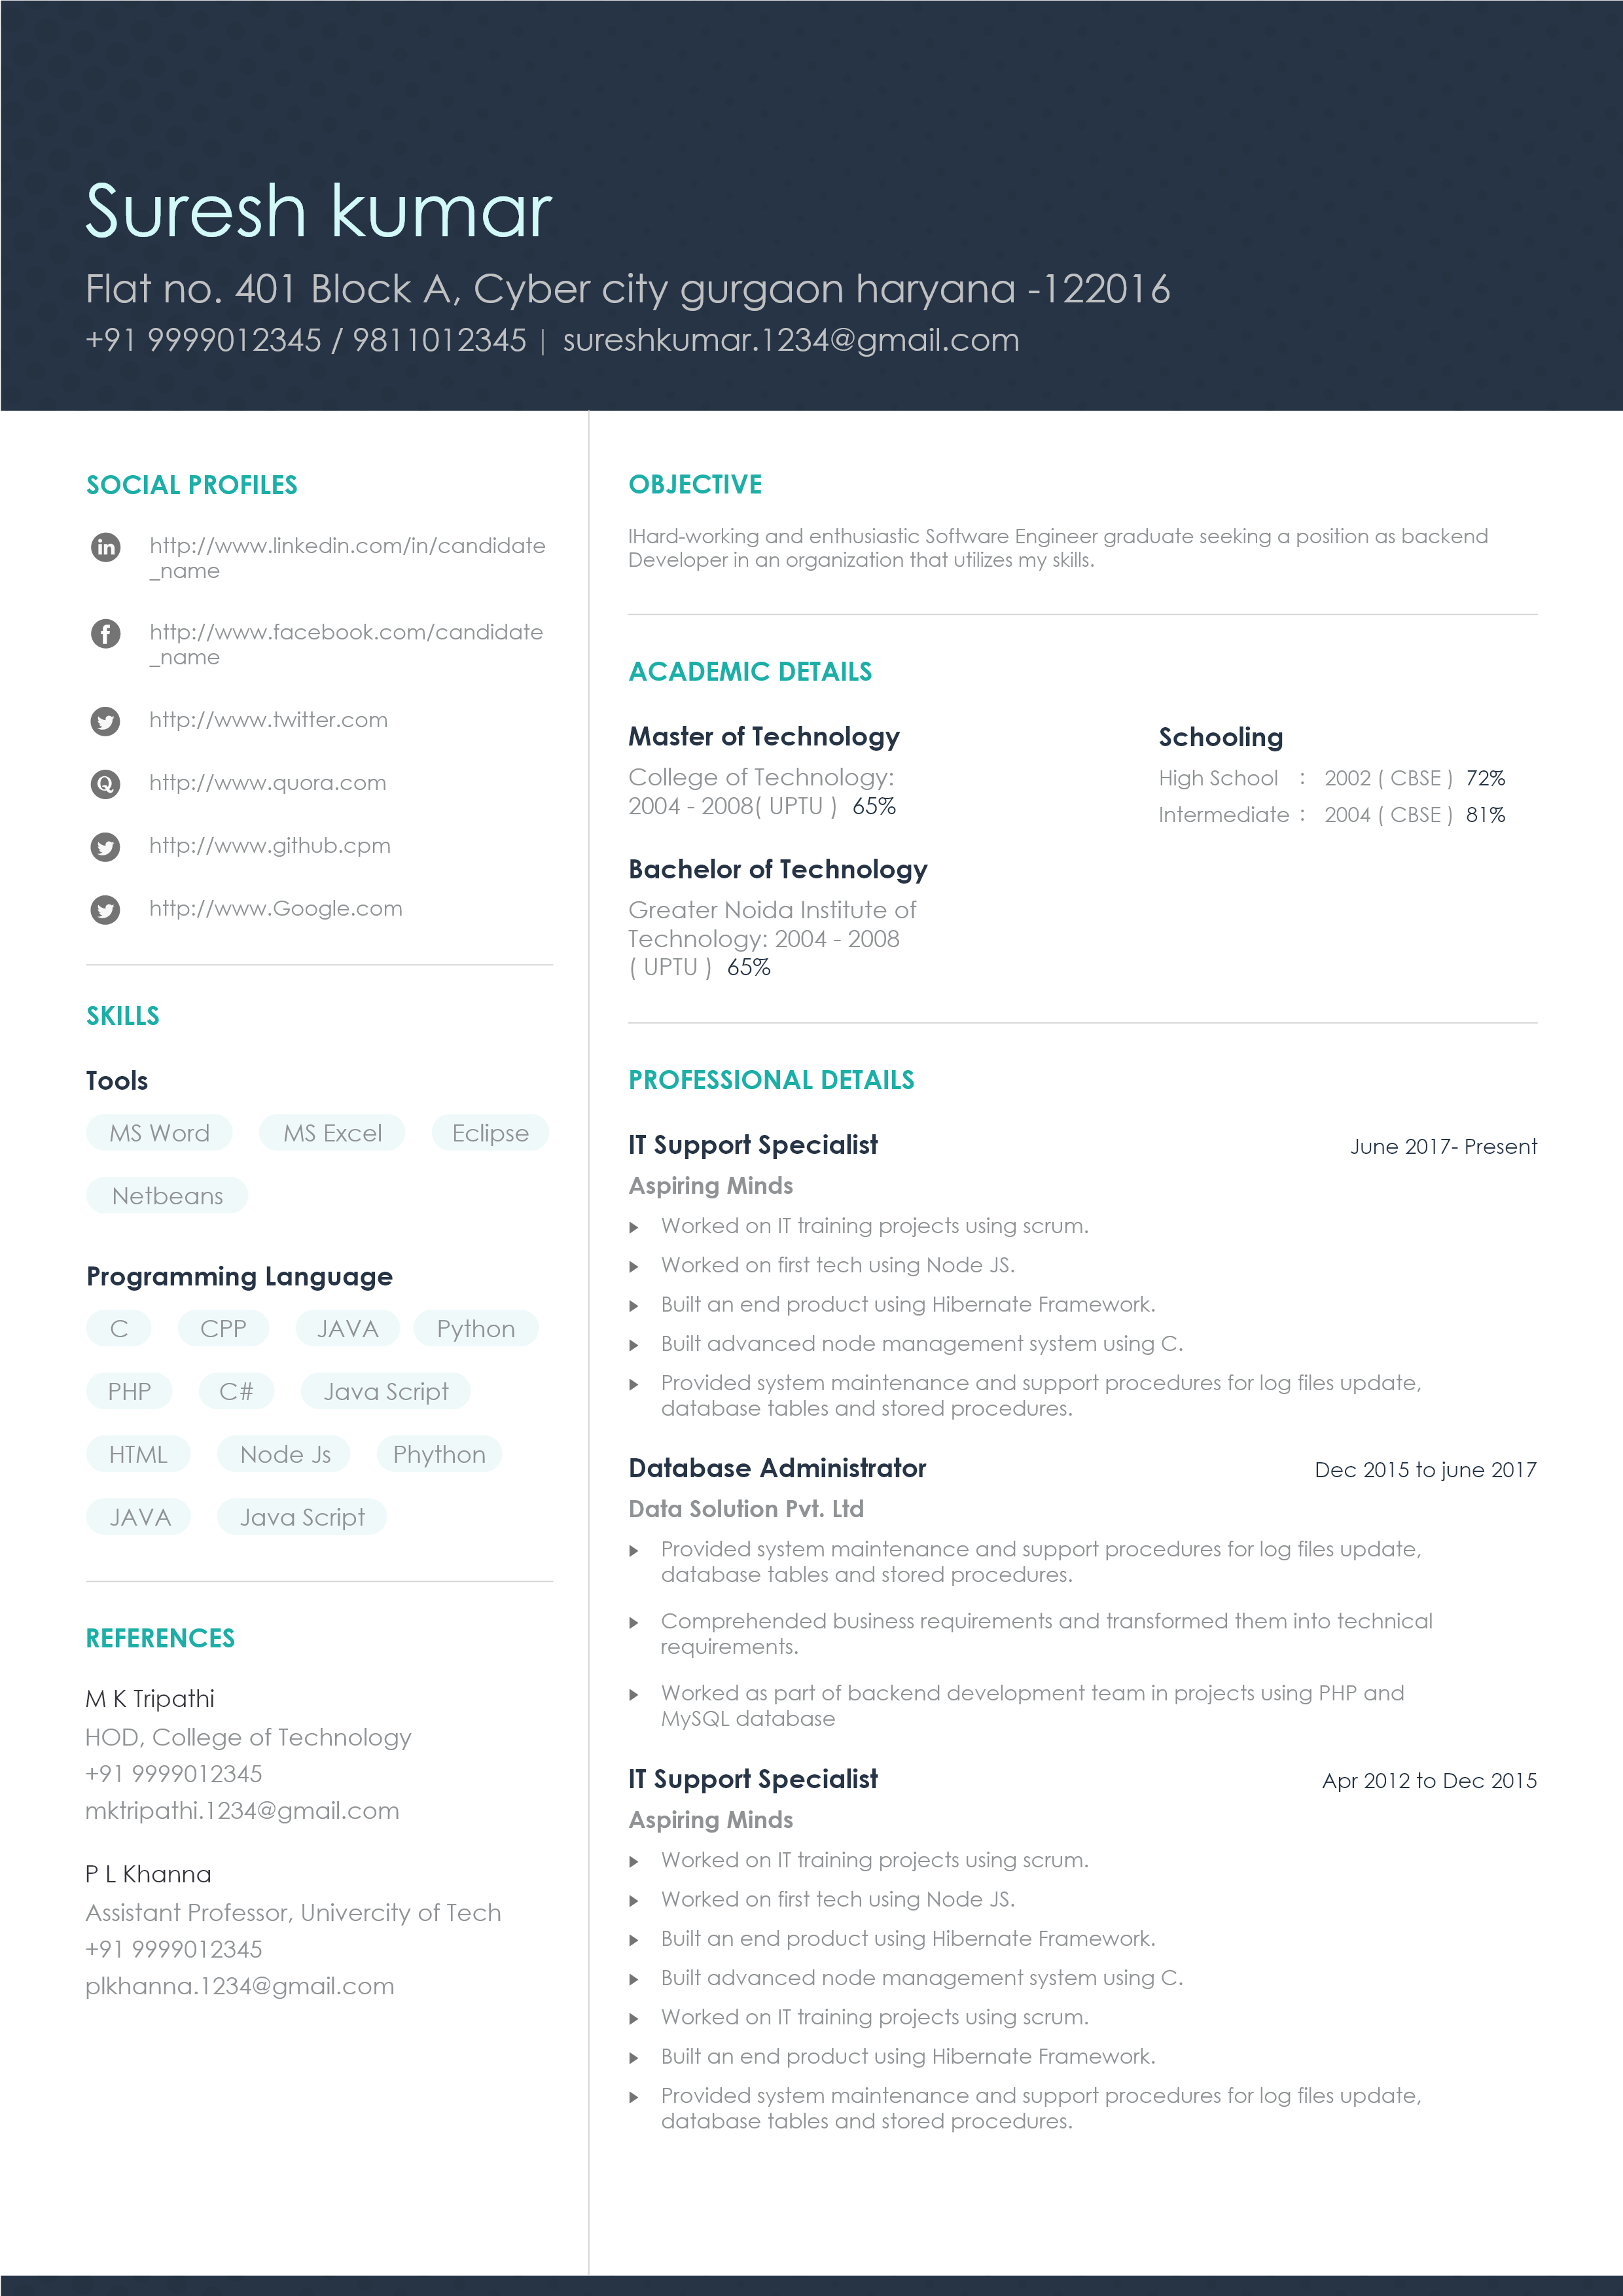 Suresh kumar
Flat no. 401 Block A, Cyber city gurgaon haryana -122016
+91 9999012345 / 9811012345 | sureshkumar.1234@gmail.com
SOCIAL PROFILES
http://www.linkedin.com/in/candidate
_name
http://www.facebook.com/candidate
_name
http://www.twitter.com
http://www.quora.com
http://www.github.cpm
http://www.Google.com
SKILLS
Tools
MS Word MS Excel Eclipse
Netbeans
Programming Language
C CPP JAVA Python
PHP C# Java Script
HTML Node Js Phython
JAVA Java Script
REFERENCES
M K Tripathi
HOD, College of Technology
+91 9999012345
mktripathi.1234@gmail.com
P L Khanna
Assistant Professor, Univercity of Tech
+91 9999012345
plkhanna.1234@gmail.com
OBJECTIVE
IHard-working and enthusiastic Software Engineer graduate seeking a position as backend
Developer in an organization that utilizes my skills.
ACADEMIC DETAILS
Master of Technology
College of Technology:
2004 - 2008( UPTU ) 65%
Bachelor of Technology
Greater Noida Institute of
Technology: 2004 - 2008
( UPTU ) 65%
Schooling
High School : 2002 ( CBSE ) 72%
Intermediate : 2004 ( CBSE ) 81%
PROFESSIONAL DETAILS
IT Support Specialist June 2017- Present
Aspiring Minds
Worked on IT training projects using scrum.
Worked on first tech using Node JS.
Built an end product using Hibernate Framework.
Built advanced node management system using C.
Provided system maintenance and support procedures for log files update,
database tables and stored procedures.
Database Administrator Dec 2015 to june 2017
Data Solution Pvt. Ltd
Provided system maintenance and support procedures for log files update,
database tables and stored procedures.
Comprehended business requirements and transformed them into technical
requirements.
Worked as part of backend development team in projects using PHP and
MySQL database
IT Support Specialist Apr 2012 to Dec 2015
Aspiring Minds
Worked on IT training projects using scrum.
Worked on first tech using Node JS.
Built an end product using Hibernate Framework.
Built advanced node management system using C.
Worked on IT training projects using scrum.
Built an end product using Hibernate Framework.
Provided system maintenance and support procedures for log files update,
database tables and stored procedures.